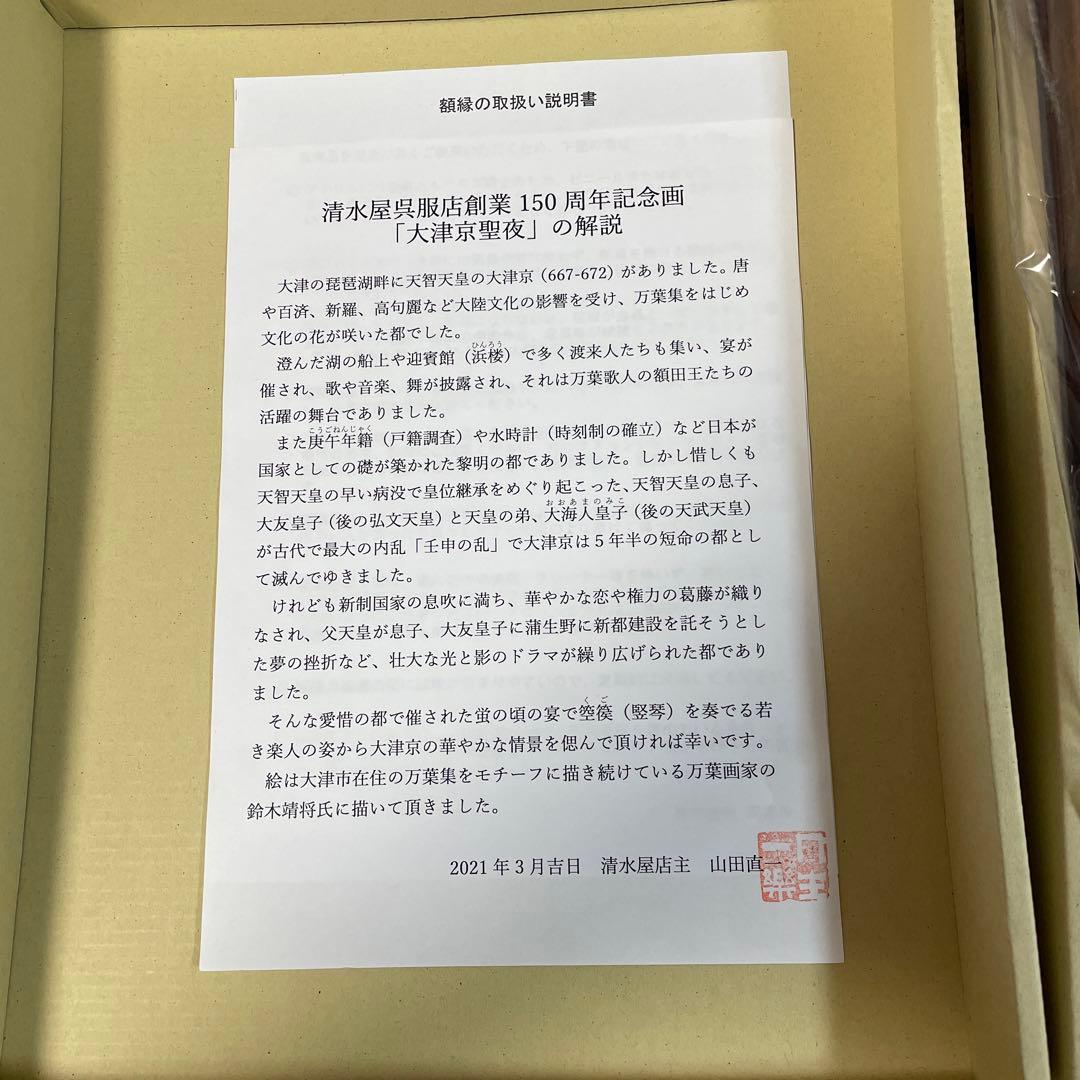 額縁の取扱い説明書
清水屋呉服店創業 150 周年記念画
「大津京聖夜」の解説
大津の琵琶湖畔に天智天皇の大津京（667-672）がありました。唐
や百済、新羅、高句麗など大陸文化の影響を受け、万葉集をはじめ
文化の花が咲いた都でした。
ひんろう
澄んだ湖の船上や迎賓館（浜楼）で多く渡来人たちも集い、宴が
催され、歌や音楽、舞が披露され、それは万葉歌人の額田王たちの
活躍の舞台でありました。
こうごねんじゃく
また庚午年籍（戸籍調査）や水時計（時刻制の確立）など日本が
国家としての礎が築かれた黎明の都でありました。しかし惜しくも
天智天皇の早い病没で皇位継承をめぐり起こった、天智天皇の息子、
おおあまのみこ
大友皇子（後の弘文天皇）と天皇の弟、大海人皇子（後の天武天皇）
が古代で最大の内乱「壬申の乱」で大津京は５年半の短命の都とし
て滅んでゆきました。
けれども新制国家の息吹に満ち、華やかな恋や権力の葛藤が織り
なされ、父天皇が息子、大友皇子に蒲生野に新都建設を託そうとし
た夢の挫折など、壮大な光と影のドラマが繰り広げられた都であり
ました。
くご
そんな愛惜の都で催された蛍の頃の宴で箜篌（竪琴）を奏でる若
き楽人の姿から大津京の華やかな情景を偲んで頂ければ幸いです。
絵は大津市在住の万葉集をモチーフに描き続けている万葉画家の
鈴木靖将氏に描いて頂きました。
2021 年 3 月吉日　清水屋店主　山田直一